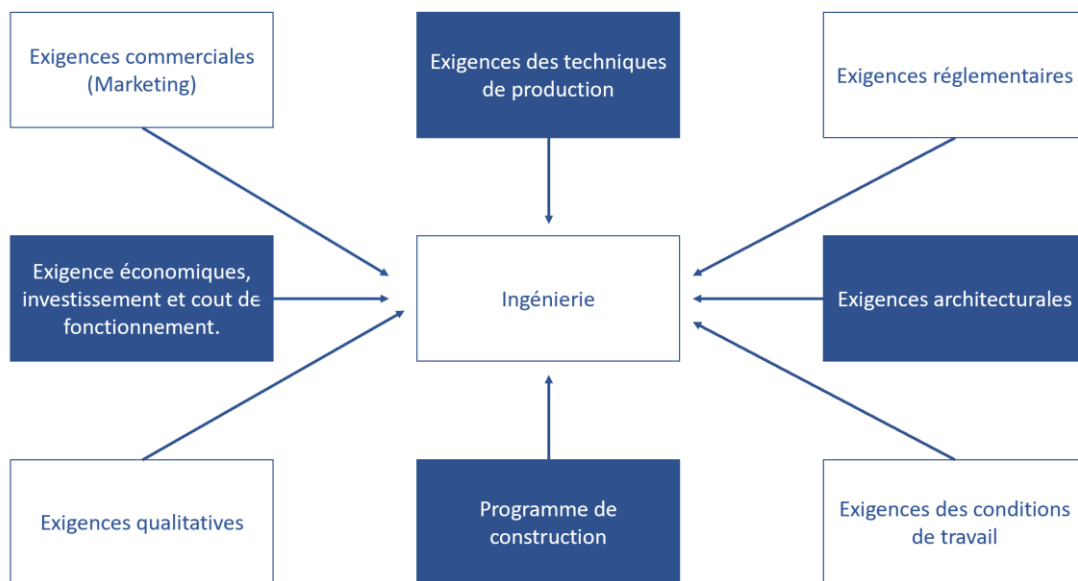 Exigences commerciales
(Marketing)
Exigences des techniques
de production
Exigences réglementaires
Exigence économiques,
investissement et cout de
fonctionnement.
Ingénierie
Exigences architecturales
Exigences qualitatives
Programme de
construction
Exigences des conditions
de travail